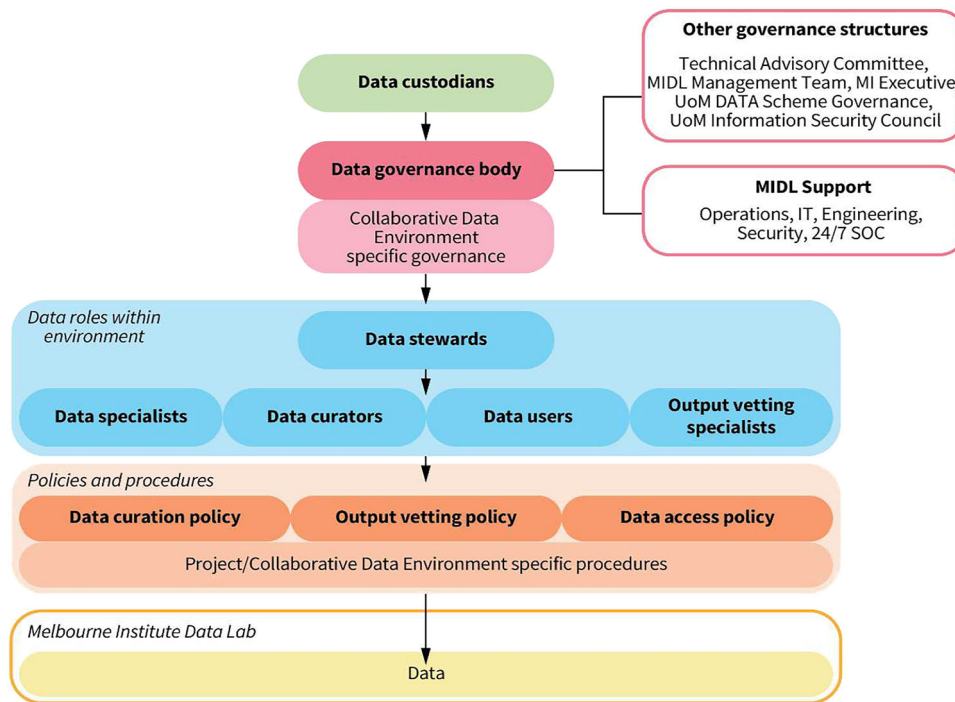 Other governance structures
Technical Advisory Committee,
MIDL Management Team, MI Executive
UoM DATA Scheme Governance,
UoM Information Security Council
Data custodians
Data governance body
MIDL Support
Operations, IT, Engineering,
Security, 24/7 SOC
Collaborative Data
Environment
specific governance
Data roles within
environment
Data stewards
Data specialists
Data curators
Data users
Output vetting
specialists
Policies and procedures
Data curation policy
Output vetting policy
Data access policy
Project/Collaborative Data Environment specific procedures
Melbourne Institute Data Lab
Data